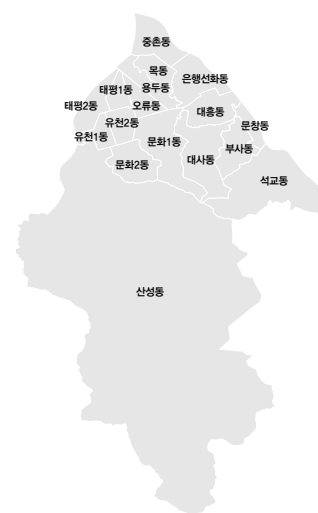 중촌동
목동
은행선화동
태평1동
용두동
태평2동
오류동
대흥동
유천2동
문창동
유천1동
문화1동
부사동
문화2동
대사동
석교동
산성동